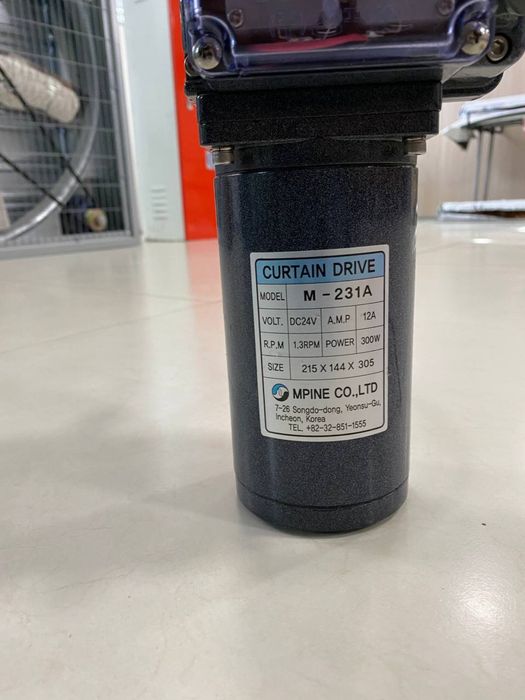 CURTAIN DRIVE
MODEL M - 231A
VOLT. DC24V A.M.P 12A
R.P.M 1.3RPM POWER 300W
SIZE 215 X 144 X 305
MPINE CO.,LTD
7-26 Songdo-dong, Yeonsu-Gu,
Incheon, Korea
TEL. +82-32-851-1555